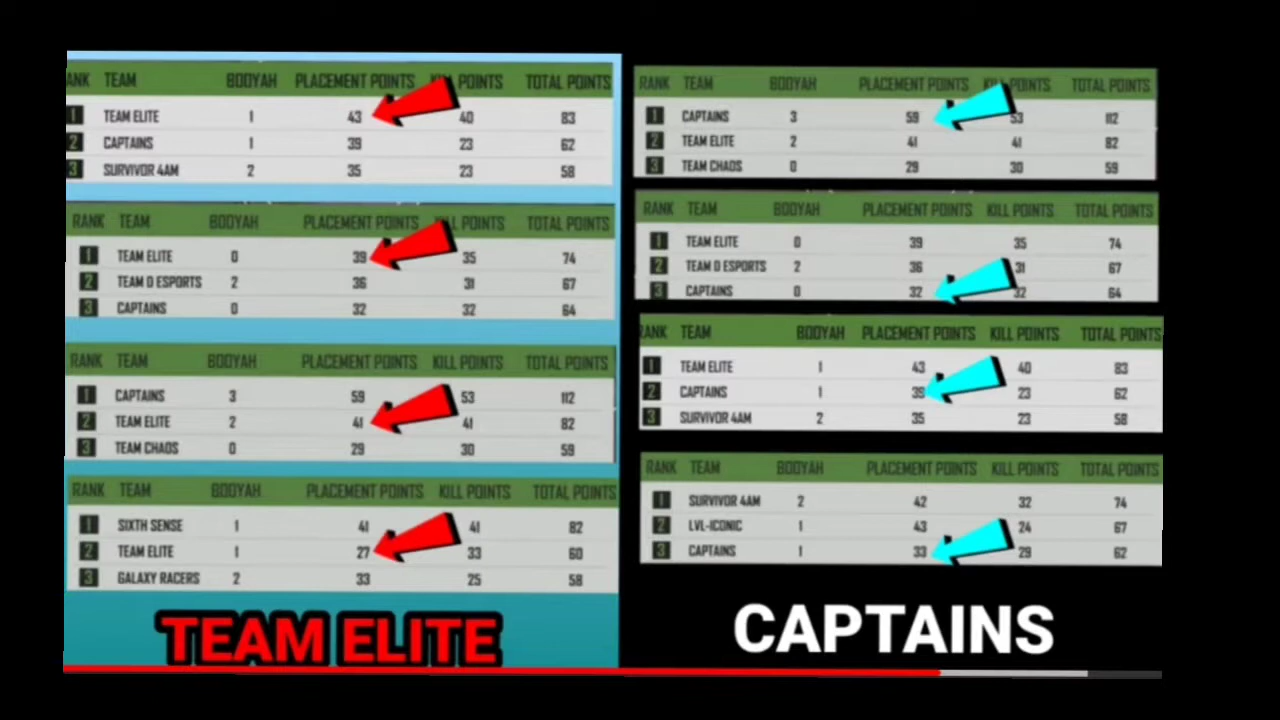 RANK TEAM BOOYAH PLACEMENT POINTS KILL POINTS TOTAL POINTS
1 TEAM ELITE 1 43 40 83
2 CAPTAINS 1 39 23 62
3 SURVIVOR 4AM 2 35 23 58
RANK TEAM BOOYAH PLACEMENT POINTS KILL POINTS TOTAL POINTS
1 TEAM ELITE 0 39 35 74
2 TEAM D ESPORTS 2 36 31 67
3 CAPTAINS 0 32 32 64
RANK TEAM BOOYAH PLACEMENT POINTS KILL POINTS TOTAL POINTS
1 CAPTAINS 3 59 53 112
2 TEAM ELITE 2 41 41 82
3 TEAM CHAOS 0 29 30 59
RANK TEAM BOOYAH PLACEMENT POINTS KILL POINTS TOTAL POINTS
1 SIXTH SENSE 1 41 41 82
2 TEAM ELITE 1 27 33 60
3 GALAXY RACERS 2 33 25 58
TEAM ELITE
RANK TEAM BOOYAH PLACEMENT POINTS KILL POINTS TOTAL POINTS
1 CAPTAINS 3 59 53 112
2 TEAM ELITE 2 41 41 82
3 TEAM CHAOS 0 29 30 59
RANK TEAM BOOYAH PLACEMENT POINTS KILL POINTS TOTAL POINTS
1 TEAM ELITE 0 39 35 74
2 TEAM D ESPORTS 2 36 31 67
3 CAPTAINS 0 32 32 64
RANK TEAM BOOYAH PLACEMENT POINTS KILL POINTS TOTAL POINTS
1 TEAM ELITE 1 43 40 83
2 CAPTAINS 1 39 23 62
3 SURVIVOR 4AM 2 35 23 58
RANK TEAM BOOYAH PLACEMENT POINTS KILL POINTS TOTAL POINTS
1 SURVIVOR 4AM 2 42 32 74
2 LVL-ICONIC 1 43 24 67
3 CAPTAINS 1 33 29 62
CAPTAINS